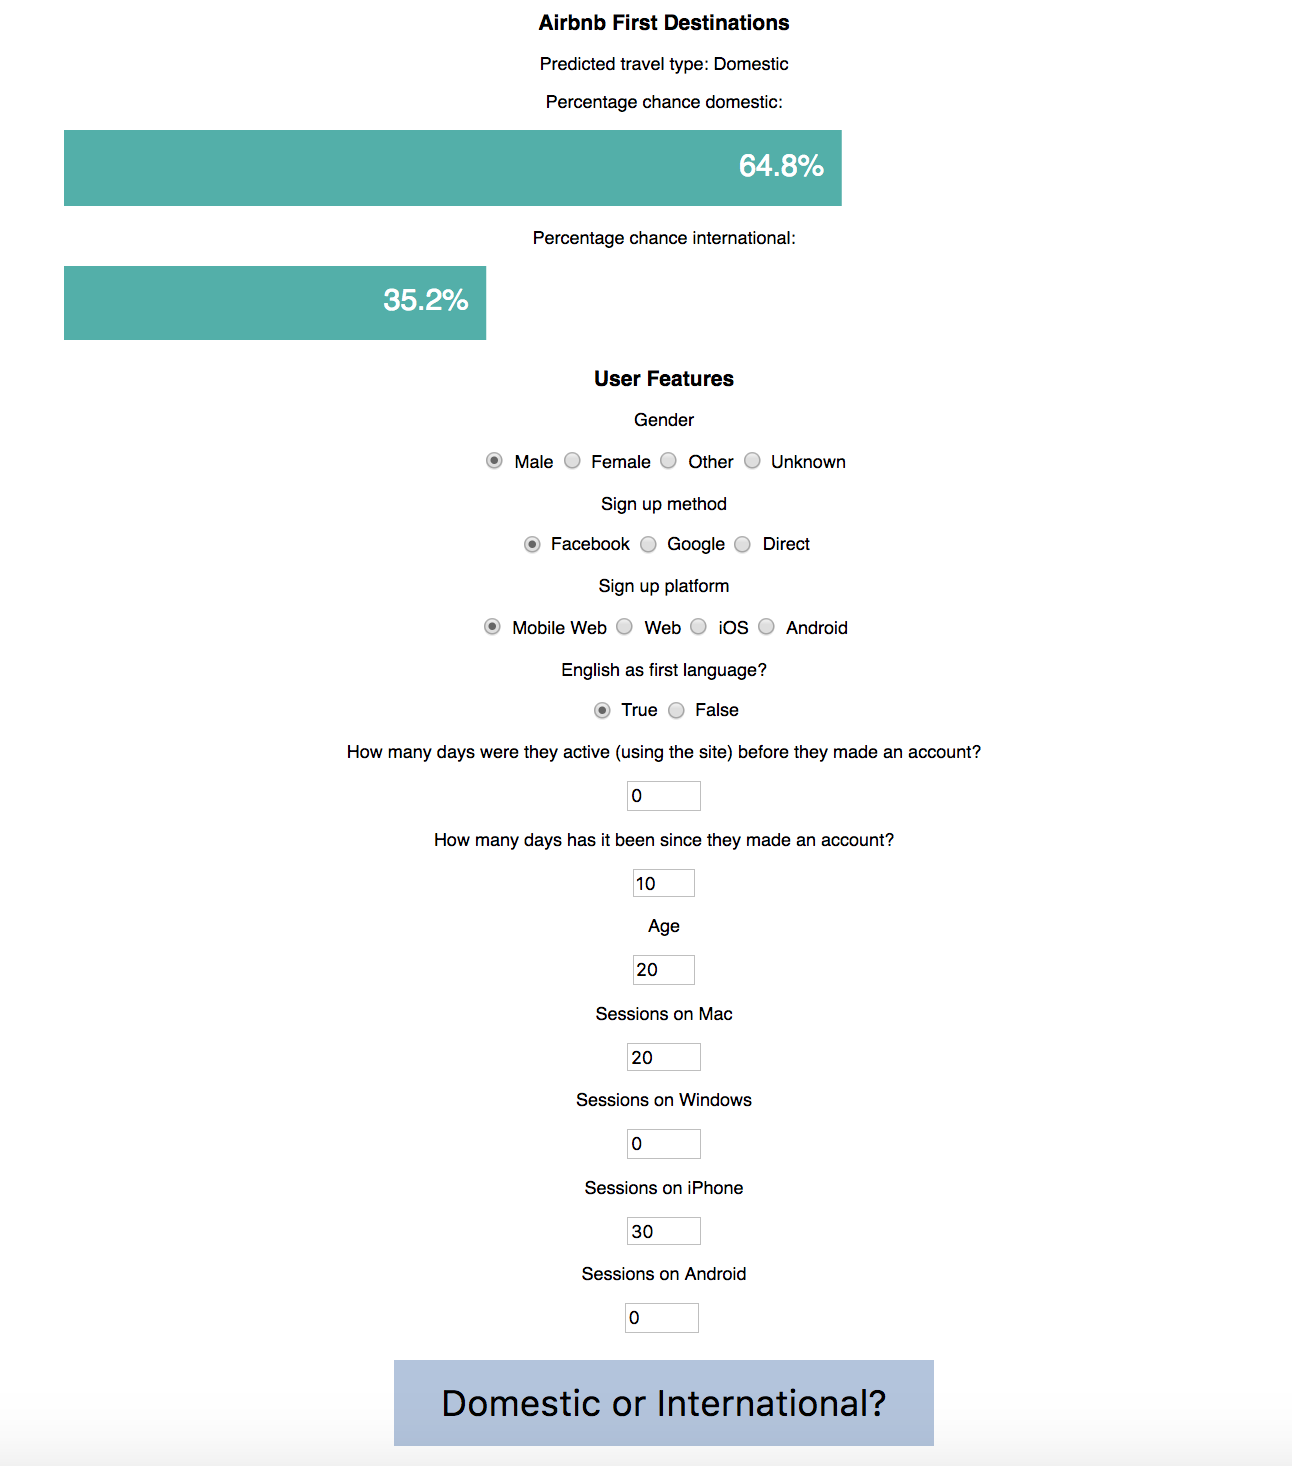 Airbnb First Destinations
Predicted travel type: Domestic
Percentage chance domestic:
64.8%
Percentage chance international:
35.2%
User Features
Gender
Male Female Other Unknown
Sign up method
Facebook Google Direct
Sign up platform
Mobile Web Web iOS Android
English as first language?
True False
How many days were they active (using the site) before they made an account?
0
How many days has it been since they made an account?
10
Age
20
Sessions on Mac
20
Sessions on Windows
0
Sessions on iPhone
30
Sessions on Android
0
Domestic or International?